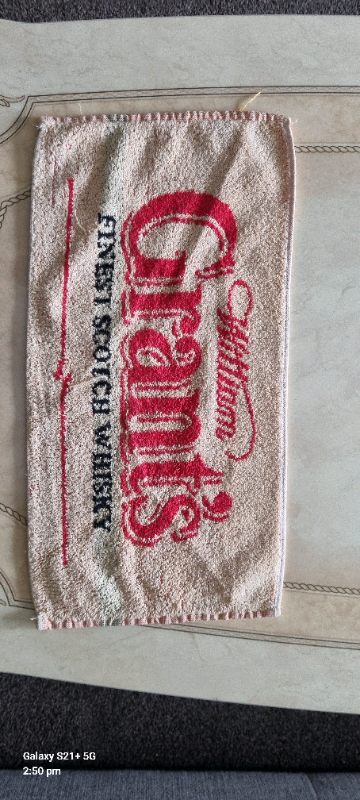 William
Grant's
FINEST SCOTCH WHISKY
Galaxy S21+ 5G
2:50 pm